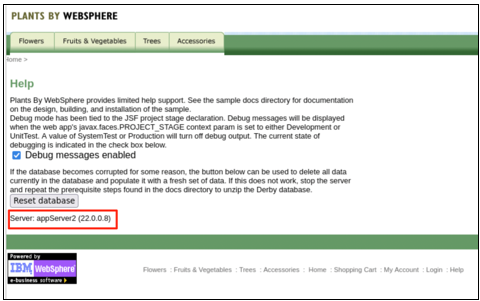 PLANTS BY WEBSPHERE
Flowers Fruits & Vegetables Trees Accessories
Home >
Help
Plants By WebSphere provides limited help support. See the sample docs directory for documentation
on the design, building, and installation of the sample.
Debug mode has been tied to the JSF project stage declaration. Debug messages will be displayed
when the web app's javax.faces.PROJECT_STAGE context param is set to either Development or
UnitTest. A value of SystemTest or Production will turn off debug output. The current state of
debugging is indicated in the check box below.
Debug messages enabled
If the database becomes corrupted for some reason, the button below can be used to delete all data
currently in the database and populate it with a fresh set of data. If this does not work, stop the server
and repeat the prerequisite steps found in the docs directory to unzip the Derby database.
Reset database
Server: appServer2 (22.0.0.8)
Powered by
IBM WebSphere
e-business software
Flowers : Fruits & Vegetables : Trees : Accessories : Home : Shopping Cart : My Account : Login : Help